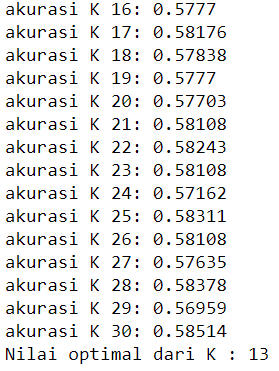 akurasi K 16: 0.5777
akurasi K 17: 0.58176
akurasi K 18: 0.57838
akurasi K 19: 0.5777
akurasi K 20: 0.57703
akurasi K 21: 0.58108
akurasi K 22: 0.58243
akurasi K 23: 0.58108
akurasi K 24: 0.57162
akurasi K 25: 0.58311
akurasi K 26: 0.58108
akurasi K 27: 0.57635
akurasi K 28: 0.58378
akurasi K 29: 0.56959
akurasi K 30: 0.58514
Nilai optimal dari K : 13